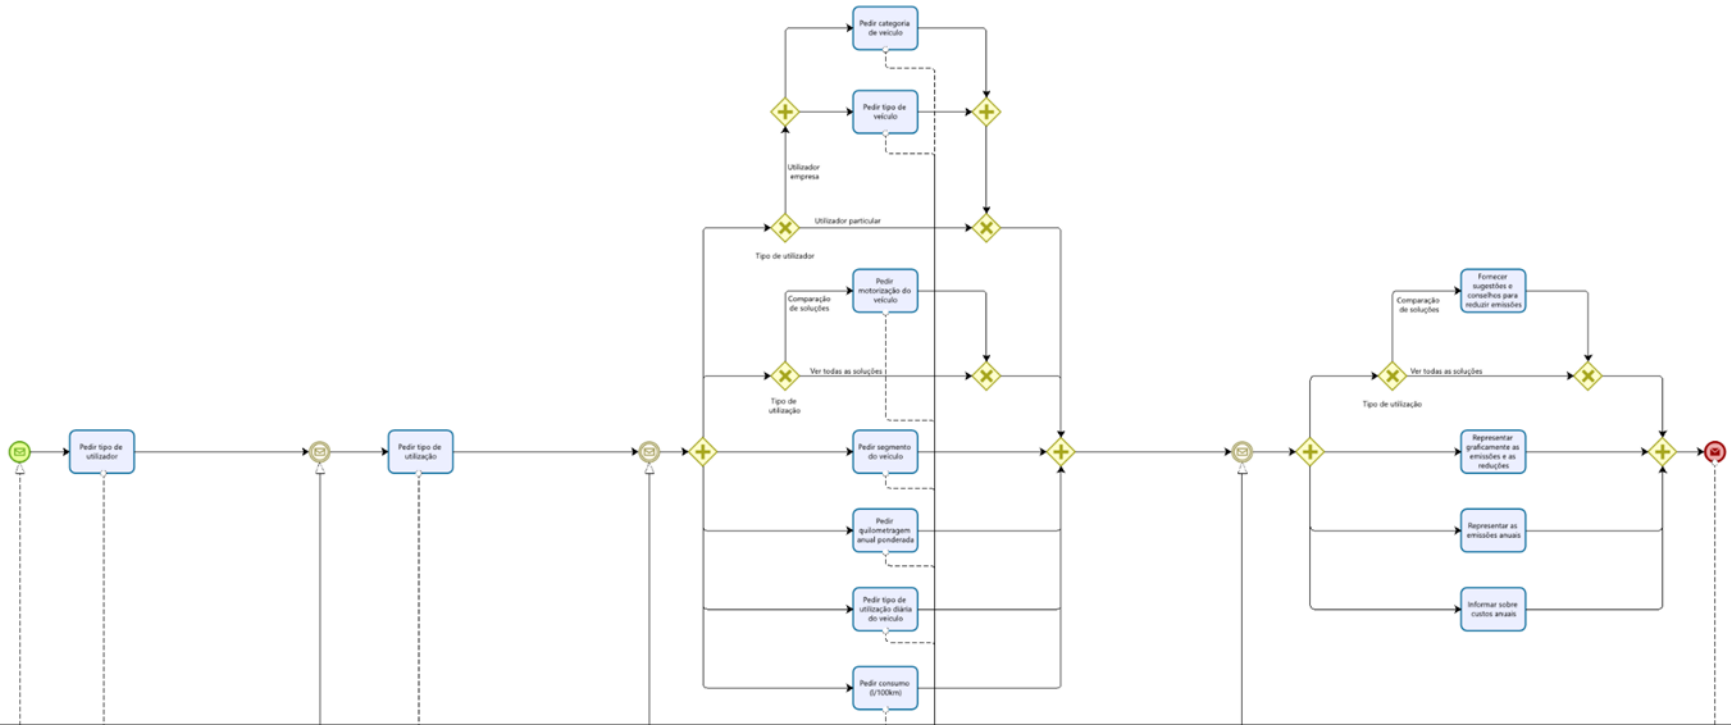 Pedir categoria
de veículo
Pedir tipo de
veículo
Utilizador
empresa
Utilizador particular
Tipo de utilizador
Pedir
motorização do
veículo
Comparação
de soluções
Ver todas as soluções
Tipo de
utilização
Pedir tipo de
utilizador
Pedir tipo de
utilização
Pedir segmento
do veículo
Pedir
quilometragem
anual ponderada
Pedir tipo de
utilização diária
do veículo
Pedir consumo
(l/100km)
Fornecer
sugestões e
conselhos para
reduzir emissões
Comparação
de soluções
Ver todas as soluções
Tipo de utilização
Representar
graficamente as
emissões e as
reduções
Representar as
emissões anuais
Informar sobre
custos anuais